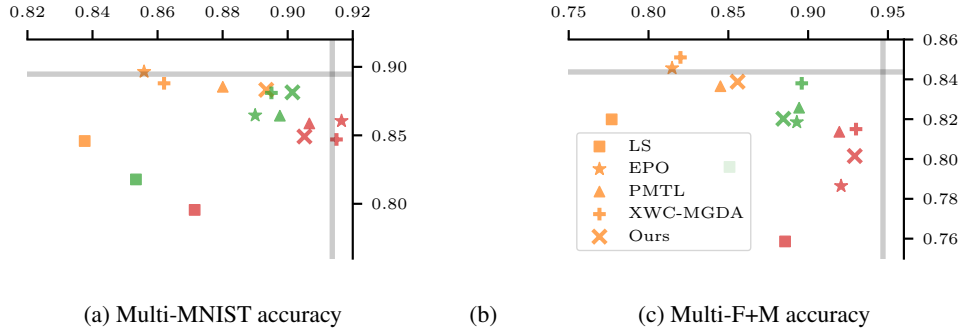 0.82 0.84 0.86 0.88 0.90 0.92
0.90
0.85
0.80
0.75 0.80 0.85 0.90 0.95
0.86
0.84
0.82
0.80
0.78
0.76
LS
EPO
PMTL
XWC-MGDA
Ours
(a) Multi-MNIST accuracy
(b)
(c) Multi-F+M accuracy